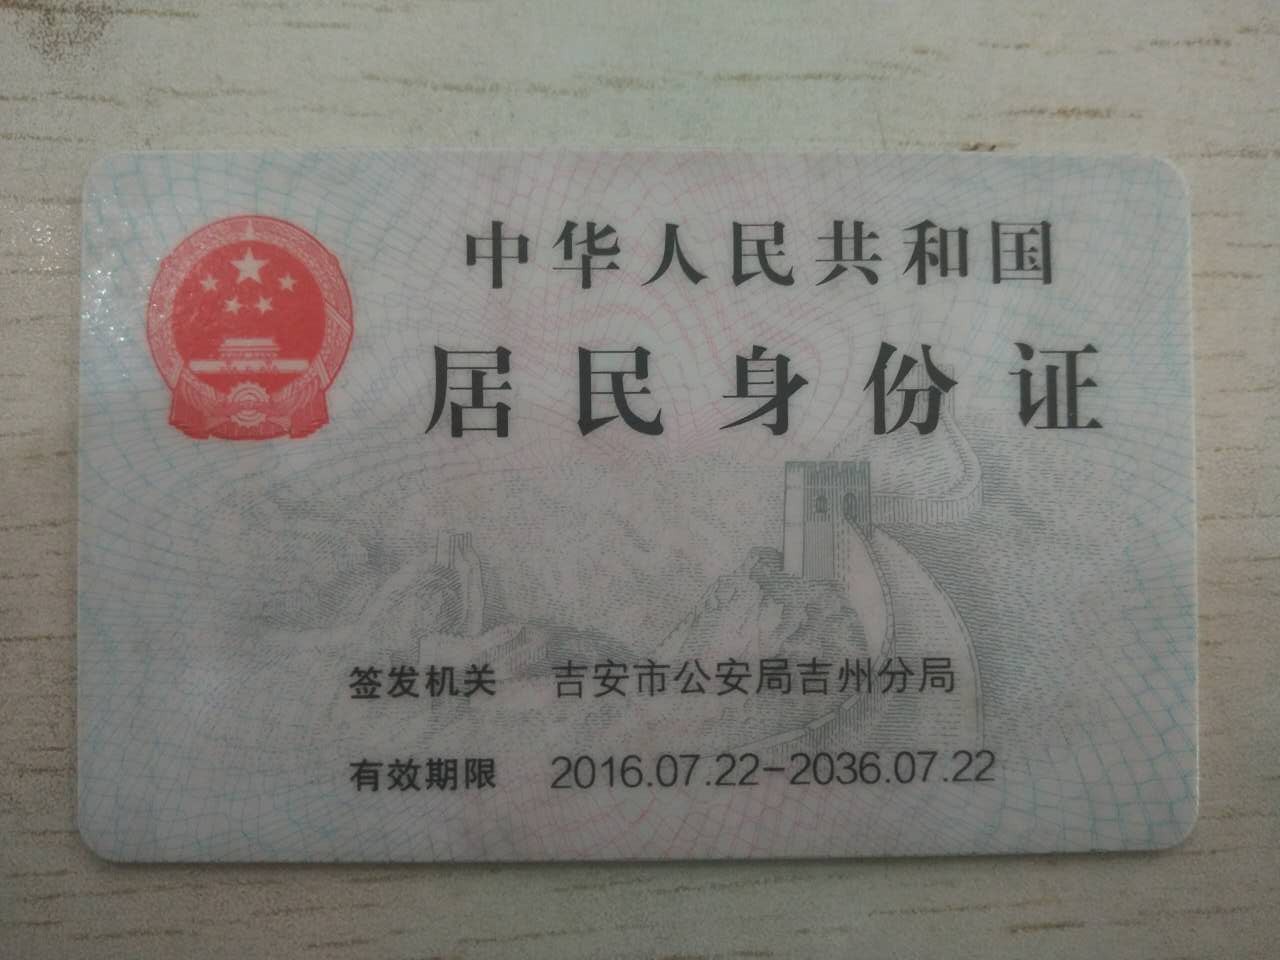 中华人民共和国
居民身份证
签发机关 吉安市公安局吉州分局
有效期限 2016.07.22-2036.07.22